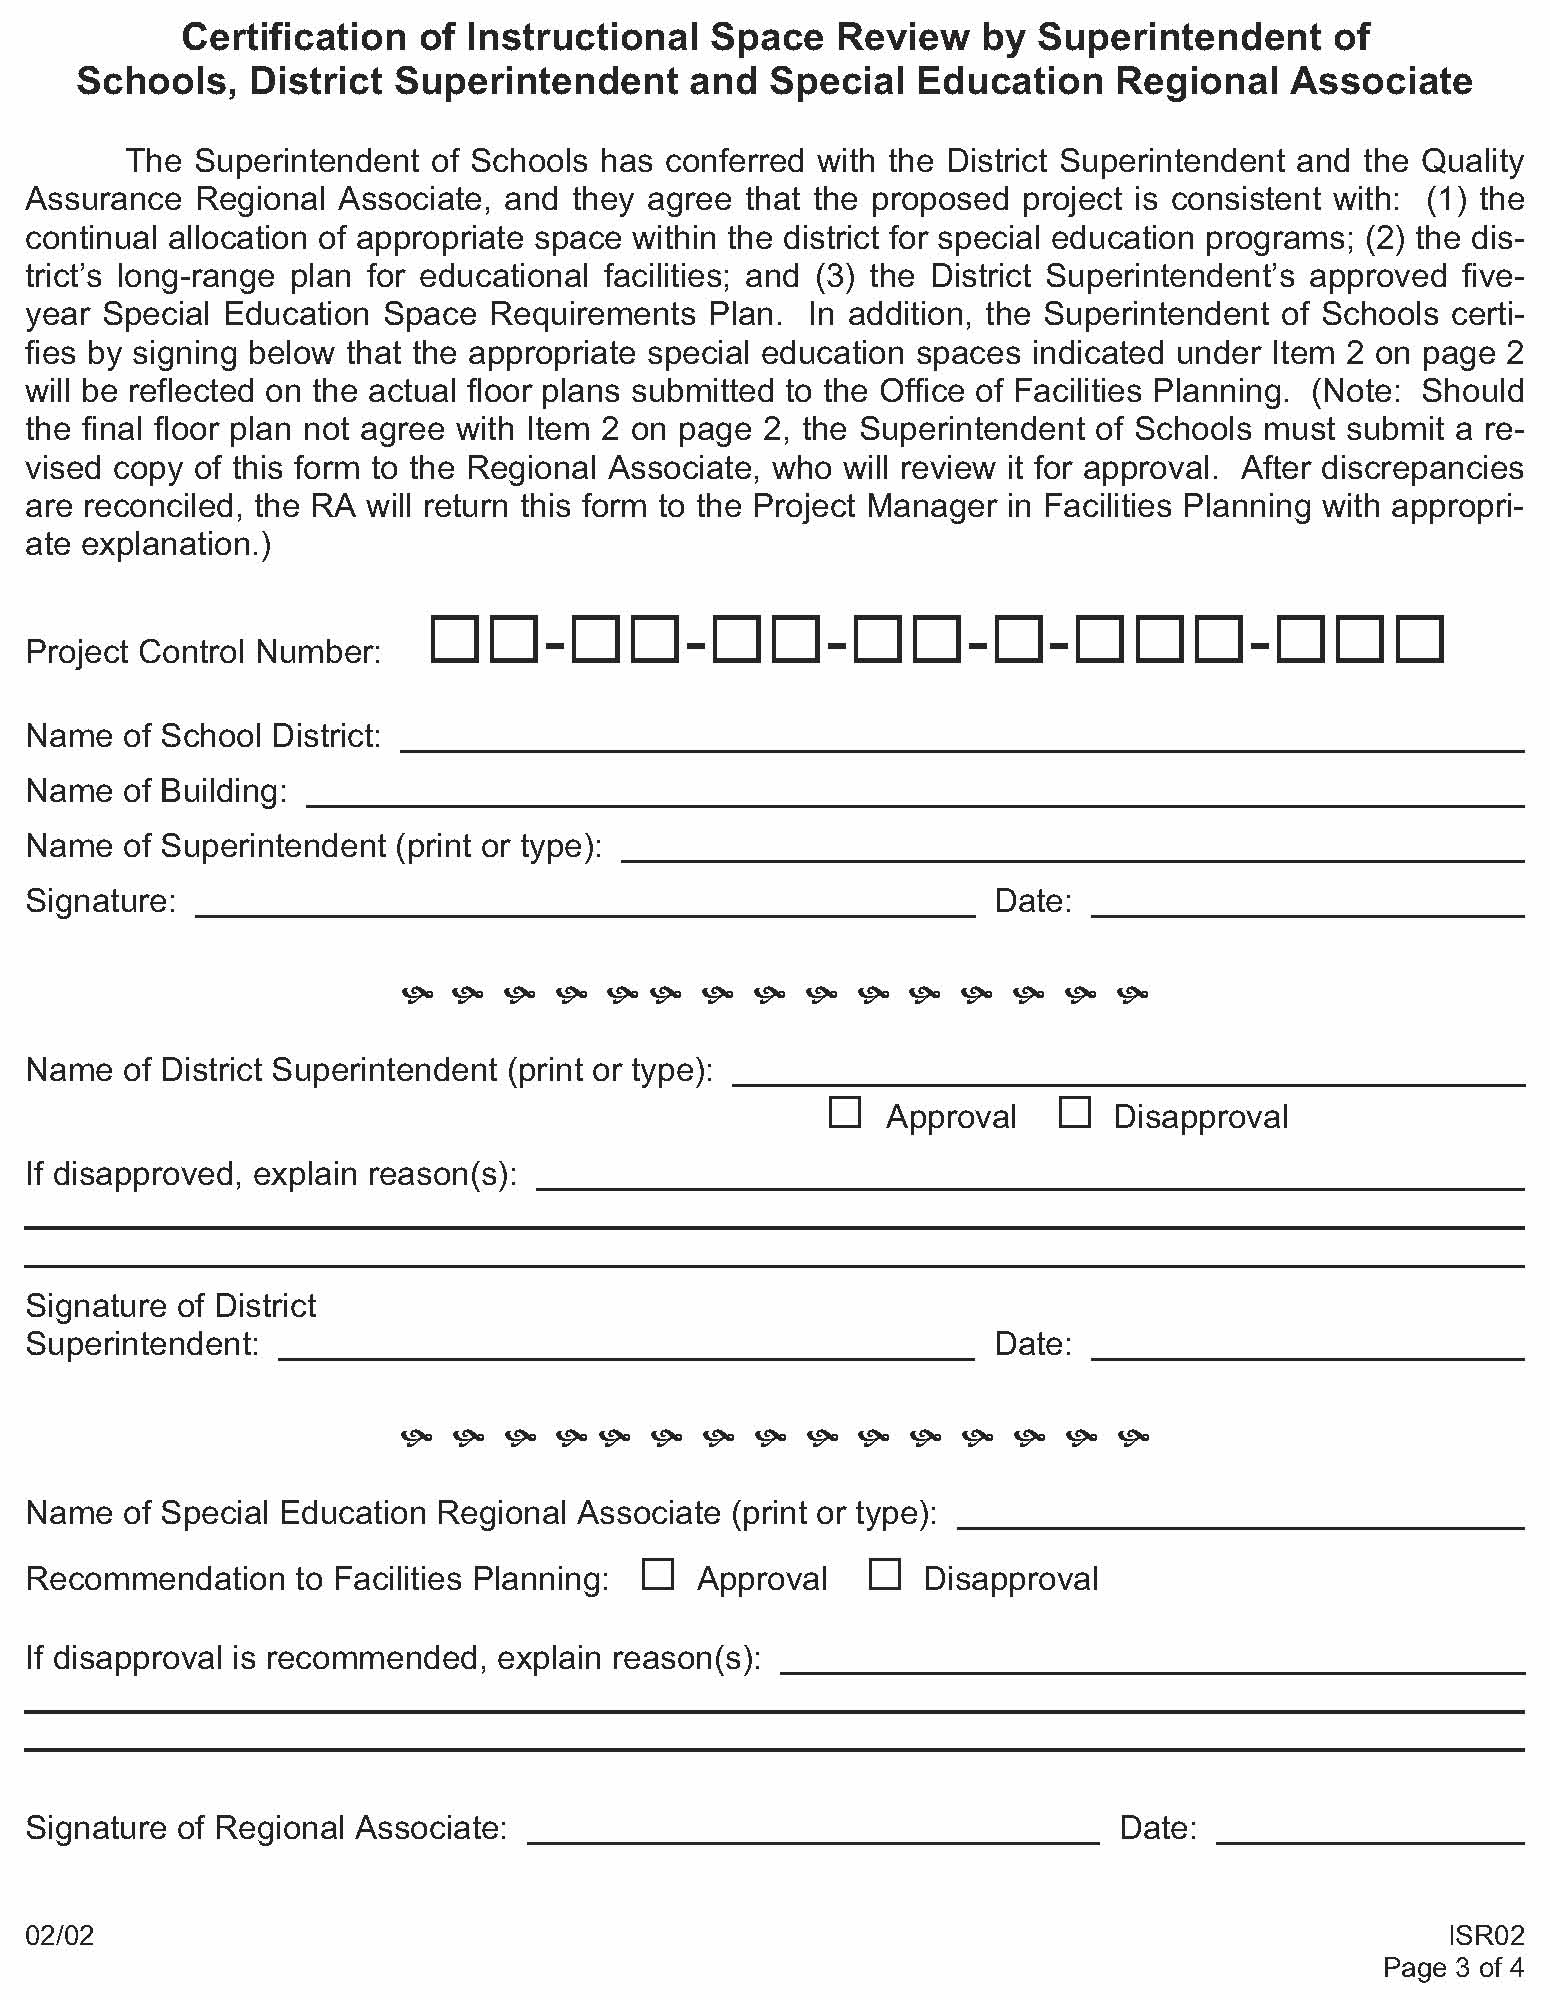 Certification of Instructional Space Review by Superintendent of
Schools, District Superintendent and Special Education Regional Associate
The Superintendent of Schools has conferred with the District Superintendent and the Quality
Assurance Regional Associate, and they agree that the proposed project is consistent with: (1) the
continual allocation of appropriate space within the district for special education programs; (2) the dis-
trict’s long-range plan for educational facilities; and (3) the District Superintendent’s approved five-
year Special Education Space Requirements Plan. In addition, the Superintendent of Schools certi-
fies by signing below that the appropriate special education spaces indicated under Item 2 on page 2
will be reflected on the actual floor plans submitted to the Office of Facilities Planning. (Note: Should
the final floor plan not agree with Item 2 on page 2, the Superintendent of Schools must submit a re-
vised copy of this form to the Regional Associate, who will review it for approval. After discrepancies
are reconciled, the RA will return this form to the Project Manager in Facilities Planning with appropri-
ate explanation.)
Project Control Number: □□-□□-□□-□□-□-□□□-□□□
Name of School District:
Name of Building:
Name of Superintendent (print or type):
Signature: Date:
Name of District Superintendent (print or type):
□ Approval □ Disapproval
If disapproved, explain reason(s):
Signature of District
Superintendent: Date:
Name of Special Education Regional Associate (print or type):
Recommendation to Facilities Planning: □ Approval □ Disapproval
If disapproval is recommended, explain reason(s):
Signature of Regional Associate: Date:
02/02 ISR02
Page 3 of 4